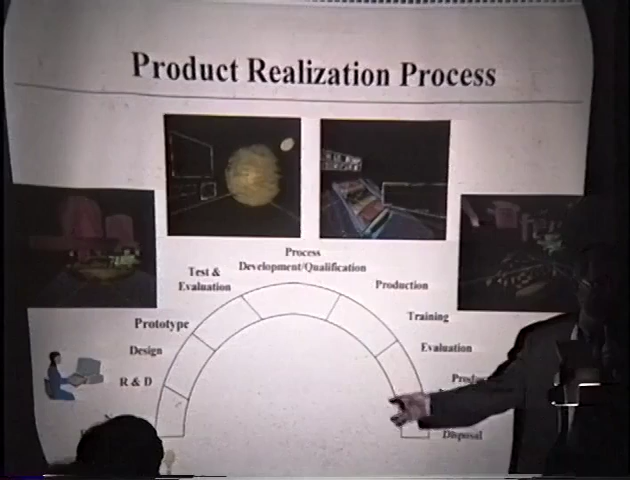 Product Realization Process
Process
Development/Qualification
Test &
Evaluation
Production
Prototype
Training
Design
Evaluation
R & D
Disposal